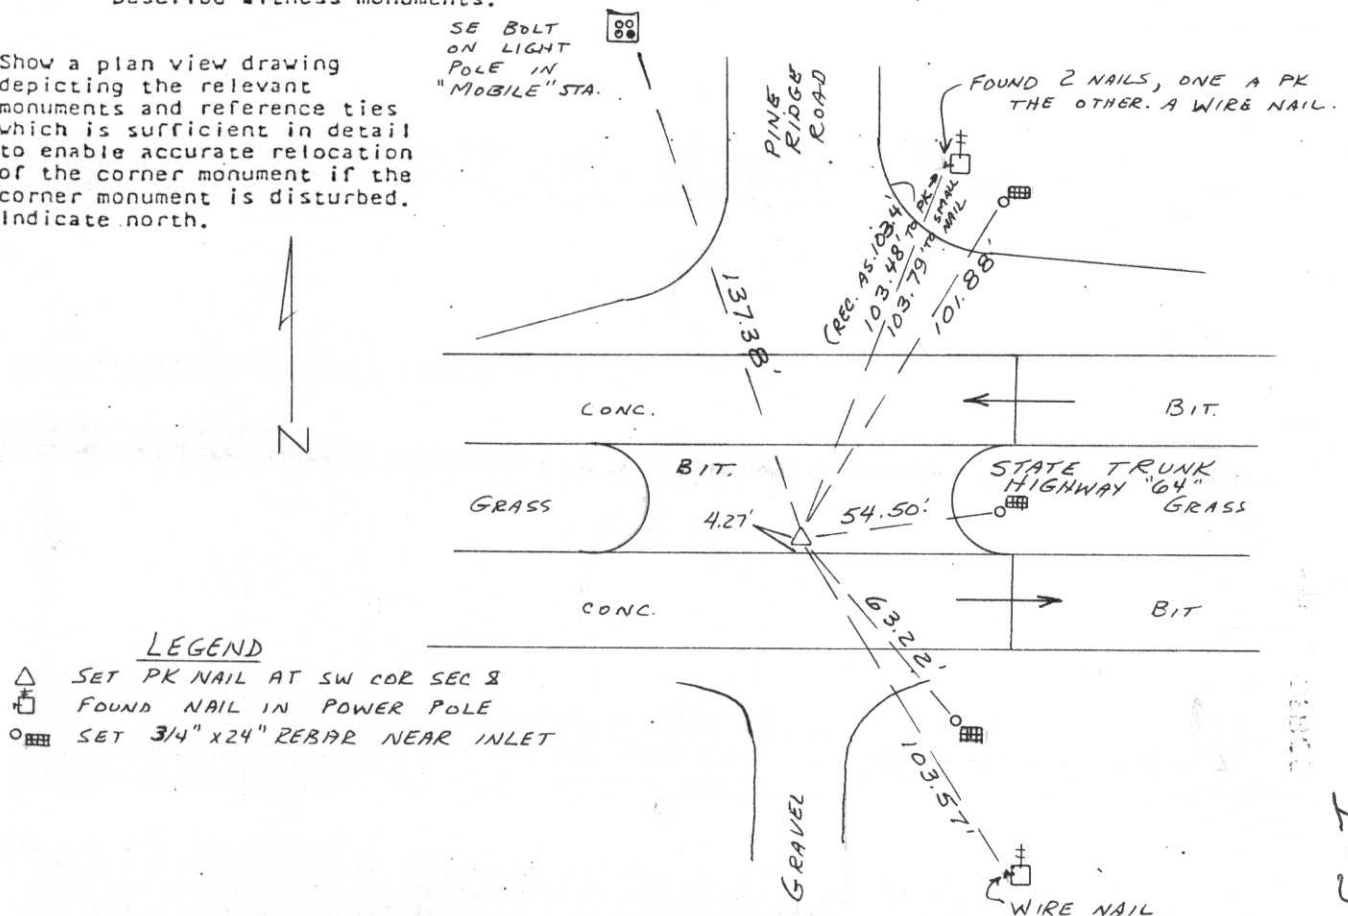 Describe witness monuments.
Show a plan view drawing
depicting the relevant
monuments and reference ties
which is sufficient in detail
to enable accurate relocation
of the corner monument if the
corner monument is disturbed.
Indicate north.
SE BOLT
ON LIGHT
POLE IN
"MOBILE" STA.
PINE
RIDGE
ROAD
FOUND 2 NAILS, ONE A PK
THE OTHER. A WIRE NAIL.
(REC. AS. 103.4'
103.48' TO PK
103.79' TO SMALL
NAIL
101.88'
137.38'
N
CONC.
BIT.
GRASS
BIT.
STATE TRUNK
HIGHWAY "64"
GRASS
4.27'
54.50'
CONC.
BIT
63.22'
103.57'
GRAVEL
WIRE NAIL
LEGEND
SET PK NAIL AT SW COR SEC 8
FOUND NAIL IN POWER POLE
SET 3/4" x 24" REBAR NEAR INLET